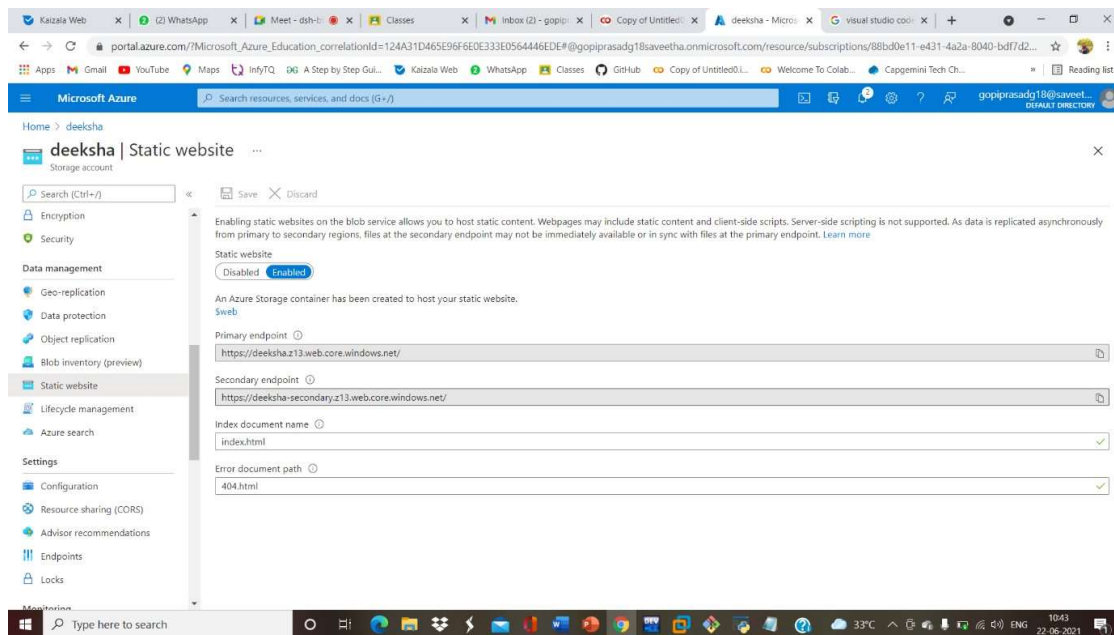 Kaizala Web
(2) WhatsApp
Meet - dsh-b
Classes
Inbox (2) - gopip
Copy of Untitled
deeksha - Micros
visual studio code
portal.azure.com/?Microsoft_Azure_Education_correlationId=124A31D465E96F6E0E333E0564446EDE#@gopiprasadg18saveetha.onmicrosoft.com/resource/subscriptions/88bd0e11-e431-4a2a-8040-bdf7d2...
Apps Gmail YouTube Maps InfyTQ A Step by Step Gui... Kaizala Web WhatsApp Classes GitHub Copy of Untitled0.i... Welcome To Colab... Capgemini Tech Ch... » Reading list
Microsoft Azure
Search resources, services, and docs (G+/)
2
gopiprasadg18@saveet...
DEFAULT DIRECTORY
Home > deeksha
deeksha | Static website ...
Storage account
Search (Ctrl+/)
«
Save Discard
Encryption
Security
Data management
Geo-replication
Data protection
Object replication
Blob inventory (preview)
Static website
Lifecycle management
Azure search
Settings
Configuration
Resource sharing (CORS)
Advisor recommendations
Endpoints
Locks
Monitoring
Enabling static websites on the blob service allows you to host static content. Webpages may include static content and client-side scripts. Server-side scripting is not supported. As data is replicated asynchronously
from primary to secondary regions, files at the secondary endpoint may not be immediately available or in sync with files at the primary endpoint. Learn more
Static website
Disabled Enabled
An Azure Storage container has been created to host your static website.
$web
Primary endpoint
https://deeksha.z13.web.core.windows.net/
Secondary endpoint
https://deeksha-secondary.z13.web.core.windows.net/
Index document name
index.html
Error document path
404.html
Type here to search
33°C
ENG
10:43
22-06-2021